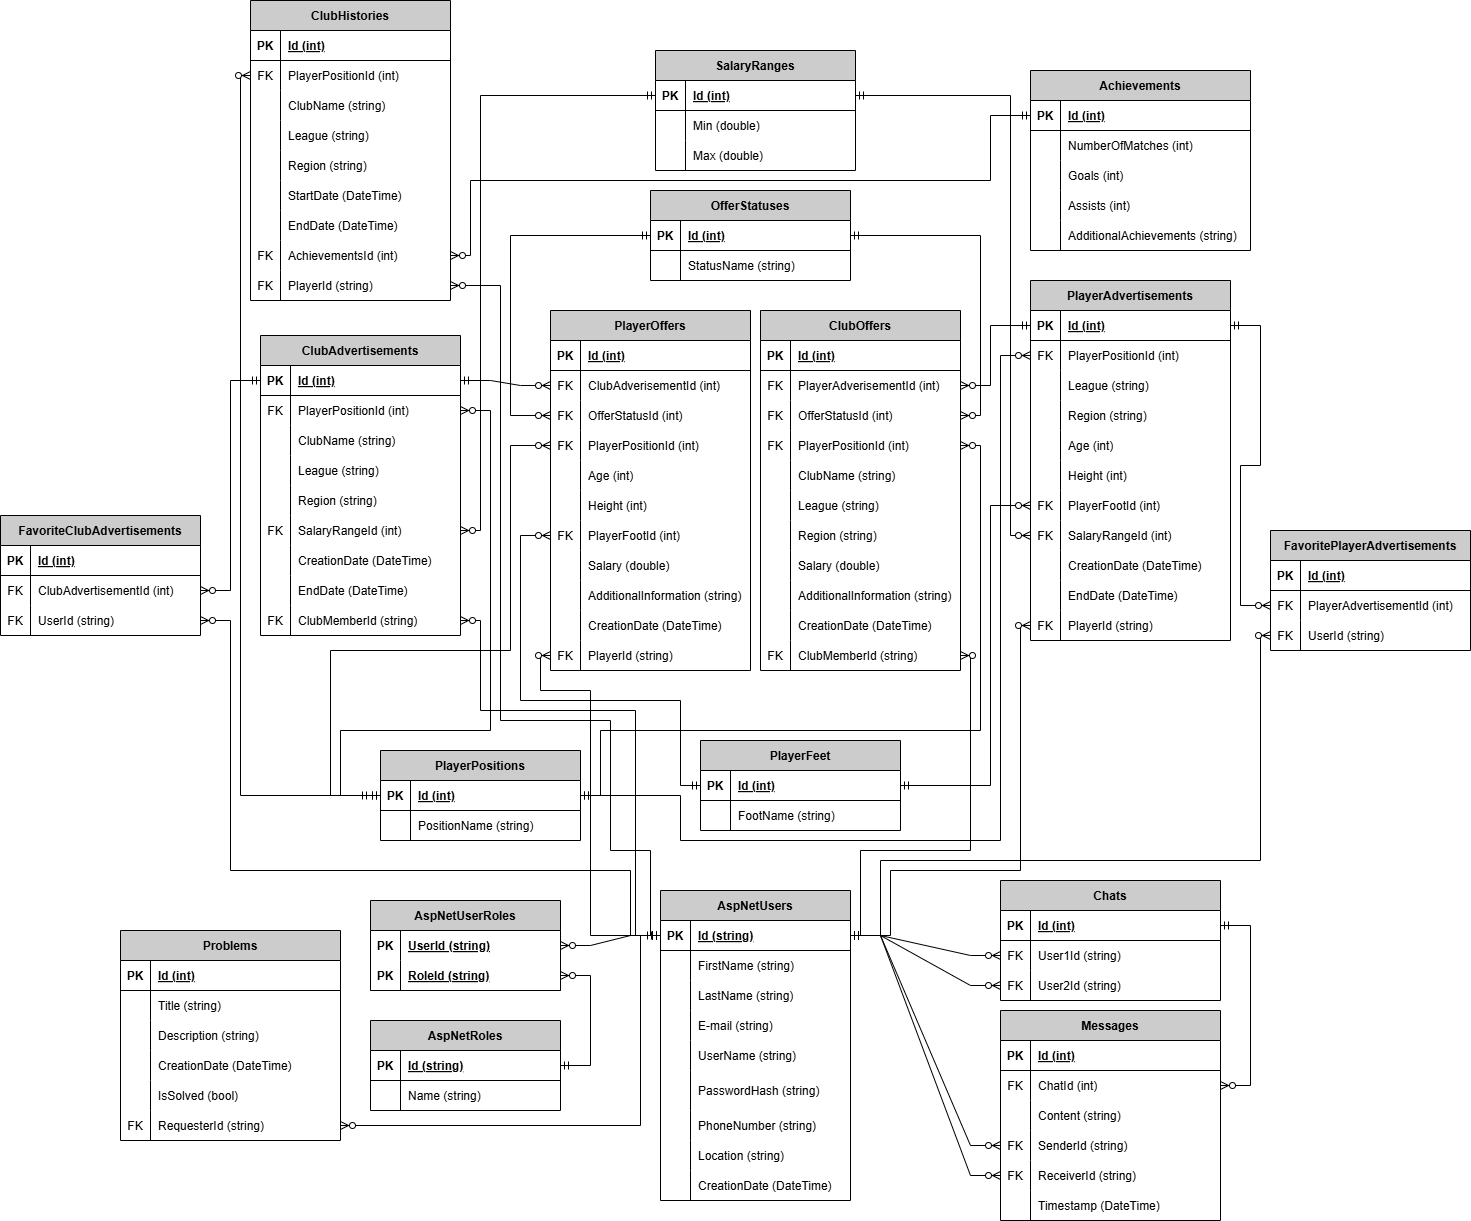 ClubHistories
PK Id (int)
FK PlayerPositionId (int)
ClubName (string)
League (string)
Region (string)
StartDate (DateTime)
EndDate (DateTime)
FK AchievementsId (int)
FK PlayerId (string)
SalaryRanges
PK Id (int)
Min (double)
Max (double)
Achievements
PK Id (int)
NumberOfMatches (int)
Goals (int)
Assists (int)
AdditionalAchievements (string)
OfferStatuses
PK Id (int)
StatusName (string)
ClubAdvertisements
PK Id (int)
FK PlayerPositionId (int)
ClubName (string)
League (string)
Region (string)
FK SalaryRangeId (int)
CreationDate (DateTime)
EndDate (DateTime)
FK ClubMemberId (string)
PlayerOffers
PK Id (int)
FK ClubAdverisementId (int)
FK OfferStatusId (int)
FK PlayerPositionId (int)
Age (int)
Height (int)
FK PlayerFootId (int)
Salary (double)
AdditionalInformation (string)
CreationDate (DateTime)
FK PlayerId (string)
ClubOffers
PK Id (int)
FK PlayerAdverisementId (int)
FK OfferStatusId (int)
FK PlayerPositionId (int)
ClubName (string)
League (string)
Region (string)
Salary (double)
AdditionalInformation (string)
CreationDate (DateTime)
FK ClubMemberId (string)
PlayerAdvertisements
PK Id (int)
FK PlayerPositionId (int)
League (string)
Region (string)
Age (int)
Height (int)
FK PlayerFootId (int)
FK SalaryRangeId (int)
CreationDate (DateTime)
EndDate (DateTime)
FK PlayerId (string)
FavoriteClubAdvertisements
PK Id (int)
FK ClubAdvertisementId (int)
FK UserId (string)
FavoritePlayerAdvertisements
PK Id (int)
FK PlayerAdvertisementId (int)
FK UserId (string)
PlayerPositions
PK Id (int)
PositionName (string)
PlayerFeet
PK Id (int)
FootName (string)
Problems
PK Id (int)
Title (string)
Description (string)
CreationDate (DateTime)
IsSolved (bool)
FK RequesterId (string)
AspNetUserRoles
PK UserId (string)
PK RoleId (string)
AspNetRoles
PK Id (string)
Name (string)
AspNetUsers
PK Id (string)
FirstName (string)
LastName (string)
E-mail (string)
UserName (string)
PasswordHash (string)
PhoneNumber (string)
Location (string)
CreationDate (DateTime)
Chats
PK Id (int)
FK User1Id (string)
FK User2Id (string)
Messages
PK Id (int)
FK ChatId (int)
Content (string)
FK SenderId (string)
FK ReceiverId (string)
Timestamp (DateTime)